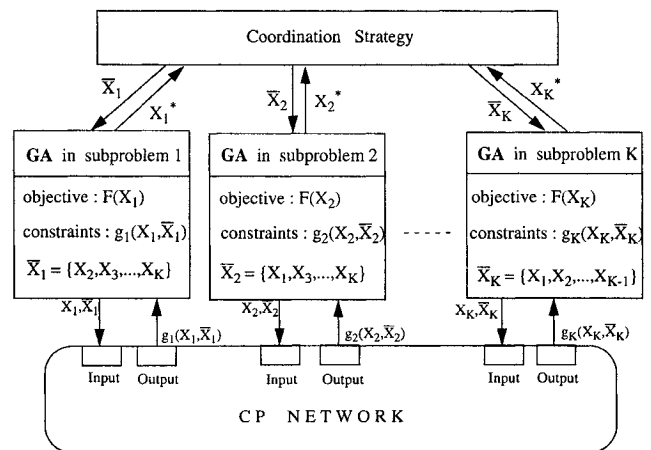 Coordination Strategy
X̅1 X1* X̅2 X2* X̅K XK*
GA in subproblem 1
objective : F(X1)
constraints : g1(X1,X̅1)
X̅1 = {X2,X3,...,XK}
GA in subproblem 2
objective : F(X2)
constraints : g2(X2,X̅2)
X̅2 = {X1,X3,...,XK}
GA in subproblem K
objective : F(XK)
constraints : gK(XK,X̅K)
X̅K = {X1,X2,...,XK-1}
X1,X̅1 g1(X1,X̅1) X2,X̅2 g2(X2,X̅2) XK,X̅K gK(XK,X̅K)
Input Output Input Output Input Output
CP NETWORK